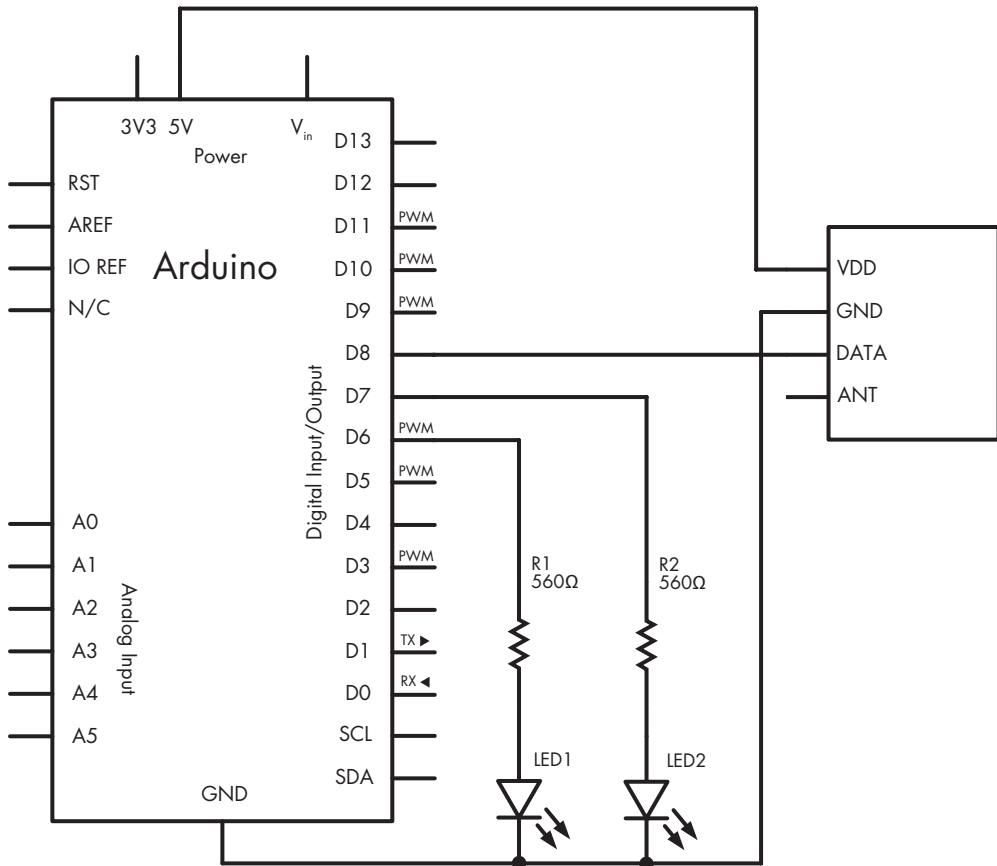 3V3 5V Vin
Power
Arduino
RST
AREF
IO REF
N/C
A0
A1
A2
A3
A4
A5
Analog Input
GND
D13
D12
D11 PWM
D10 PWM
D9 PWM
D8
D7
D6 PWM
D5 PWM
D4
D3 PWM
D2
D1 TX ►
D0 RX ◄
SCL
SDA
Digital Input/Output
R1
560Ω
R2
560Ω
LED1
LED2
VDD
GND
DATA
ANT